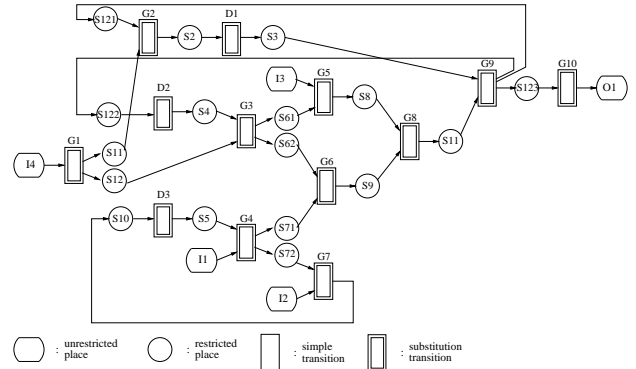 S121
G2
D1
S2
S3
G9
G10
S123
O1
I3
G5
D2
S122
S4
G3
S61
S8
G8
G1
S11
S62
S11
I4
S12
G6
D3
S9
S10
S5
G4
S71
I1
S72
G7
I2
: unrestricted place
: restricted place
: simple transition
: substitution transition